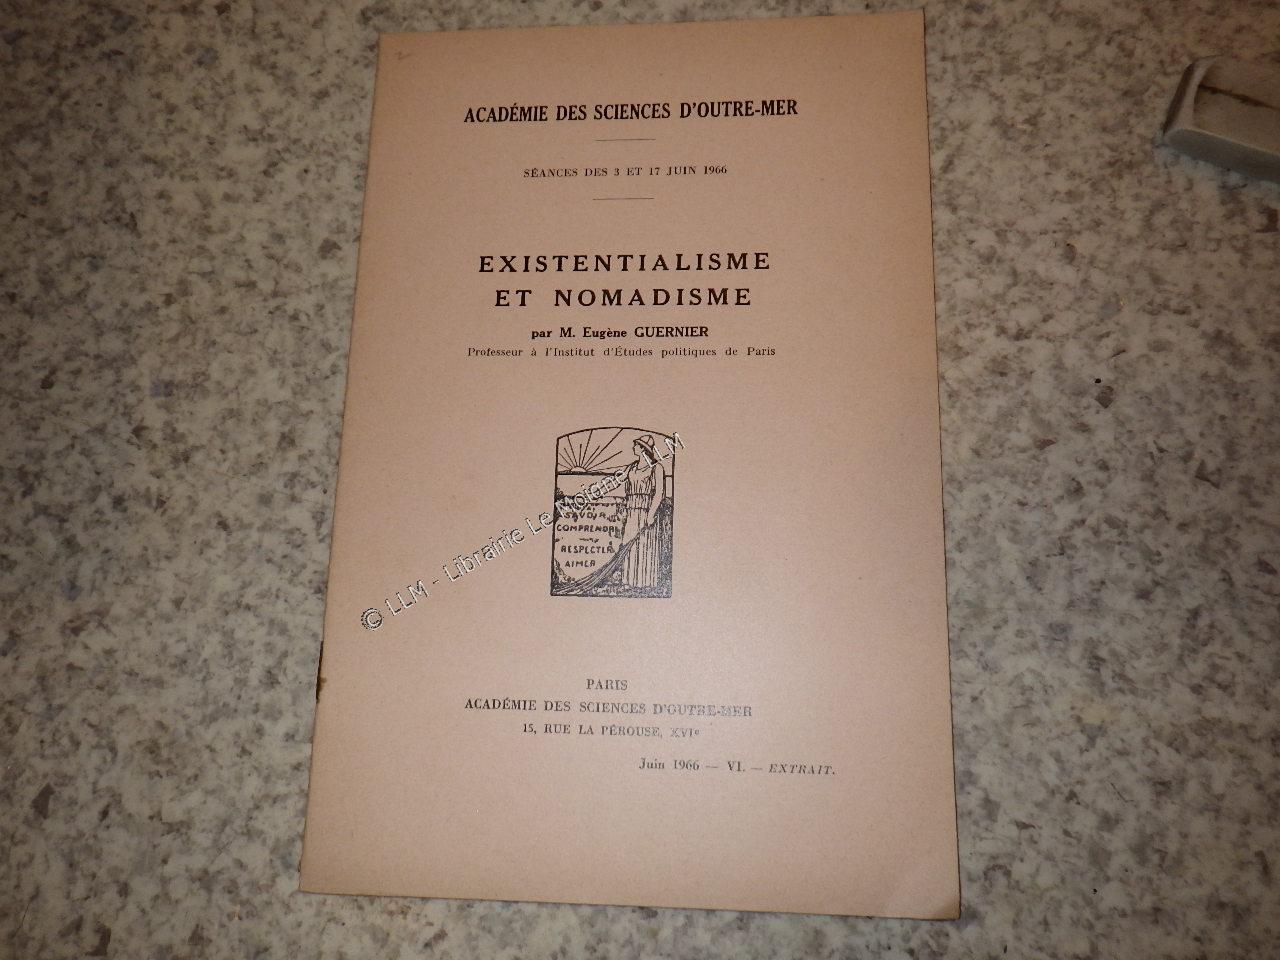 ACADÉMIE DES SCIENCES D'OUTRE-MER
SÉANCES DES 3 ET 17 JUIN 1966
EXISTENTIALISME
ET NOMADISME
par M. Eugène GUERNIER
Professeur à l'Institut d'Études politiques de Paris
SAVOIR
COMPRENDRE
RESPECTER
AIMER
© LLM - Librairie Le Moigne - LLM
PARIS
ACADÉMIE DES SCIENCES D'OUTRE-MER
15, RUE LA PÉROUSE, XVIe
Juin 1966 — VI. — EXTRAIT.